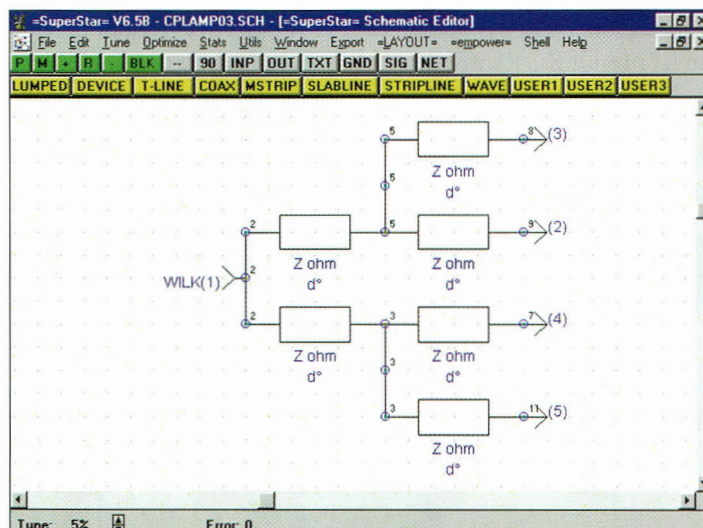 =SuperStar= V6.5B - CPLAMP03.SCH - [=SuperStar= Schematic Editor]
File Edit Tune Optimize Stats Utils Window Export =LAYOUT= =empower= Shell Help
P M + R - BLK -- 90 INP OUT TXT GND SIG NET
LUMPED DEVICE T-LINE COAX MSTRIP SLABLINE STRIPLINE WAVE USER1 USER2 USER3
5 8 (3)
Z ohm
d°
5
2 5 9 (2)
Z ohm Z ohm
d° d°
WILK(1) 2
2 3 7 (4)
Z ohm Z ohm
d° d°
3
3 11 (5)
Z ohm
d°
Tune: 5% Error: 0